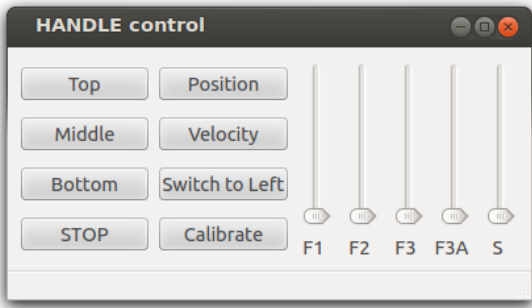 HANDLE control
Top Position
Middle Velocity
Bottom Switch to Left
STOP Calibrate
F1 F2 F3 F3A S